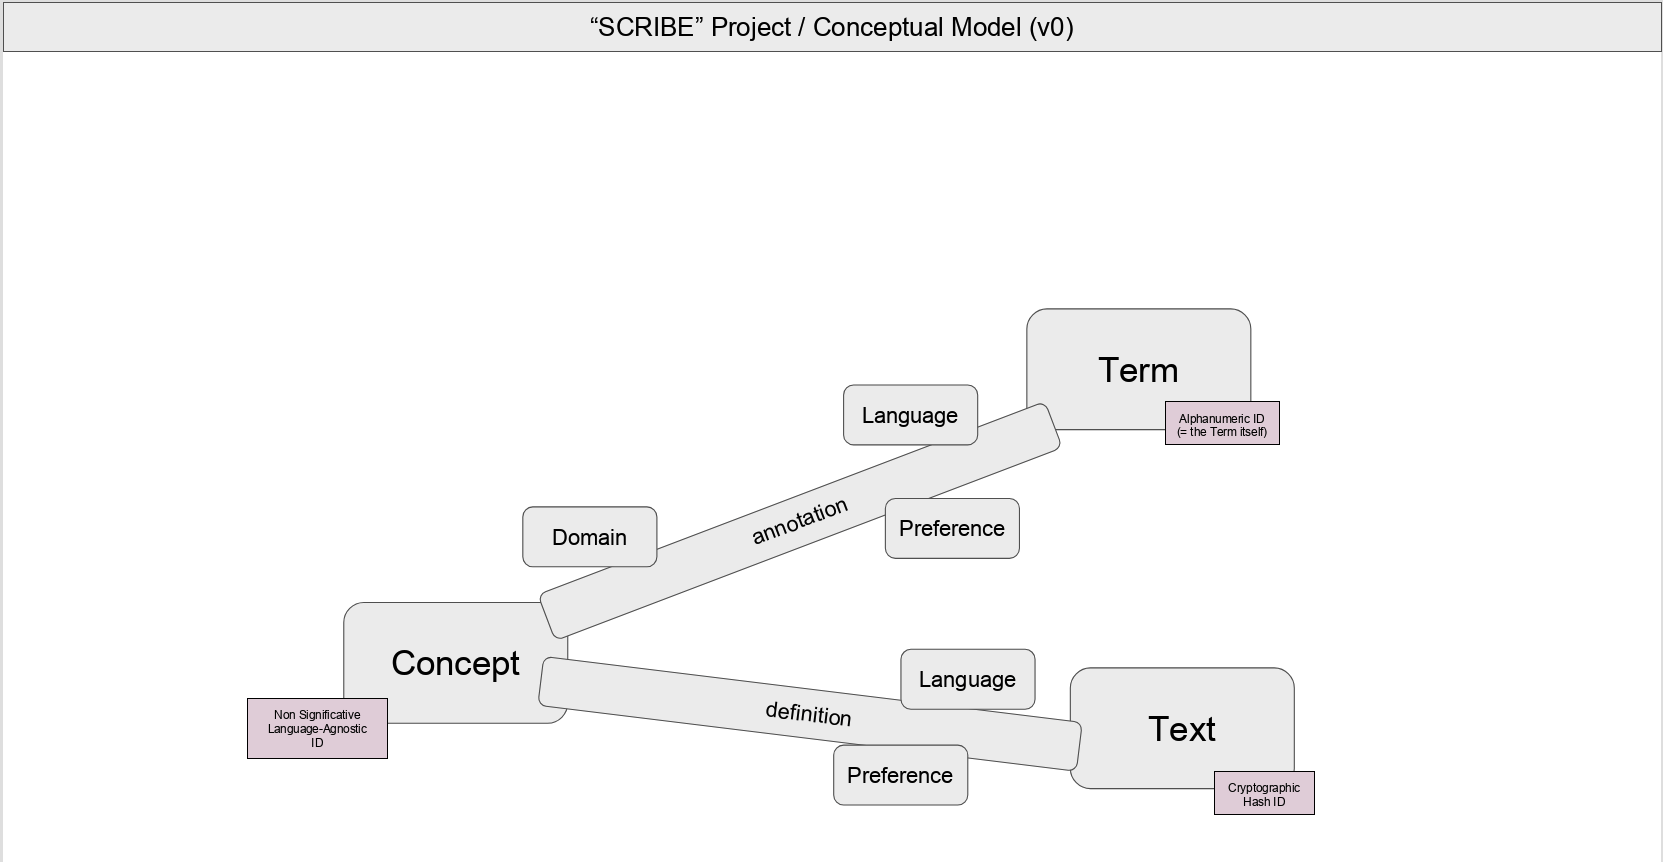 “SCRIBE” Project / Conceptual Model (v0)
Term
Alphanumeric ID
(= the Term itself)
Language
annotation
Preference
Domain
Concept
Non Significative
Language-Agnostic
ID
Language
definition
Preference
Text
Cryptographic
Hash ID